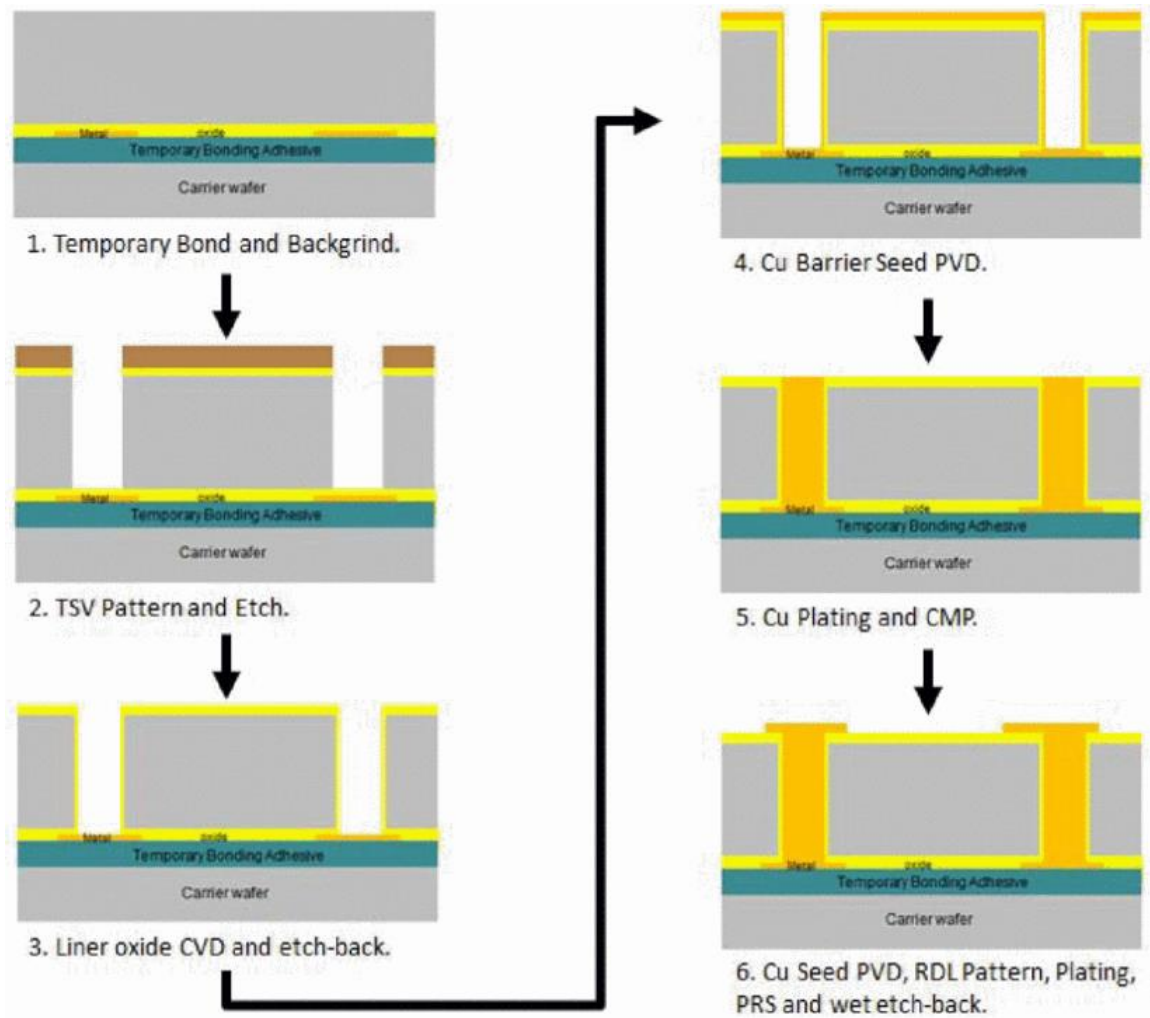 Metal oxide
Temporary Bonding Adhesive
Carrier wafer
1. Temporary Bond and Backgrind.
Metal oxide
Temporary Bonding Adhesive
Carrier wafer
2. TSV Pattern and Etch.
Metal oxide
Temporary Bonding Adhesive
Carrier wafer
3. Liner oxide CVD and etch-back.
Metal oxide
Temporary Bonding Adhesive
Carrier wafer
4. Cu Barrier Seed PVD.
Metal oxide
Temporary Bonding Adhesive
Carrier wafer
5. Cu Plating and CMP.
Metal oxide
Temporary Bonding Adhesive
Carrier wafer
6. Cu Seed PVD, RDL Pattern, Plating,
PRS and wet etch-back.